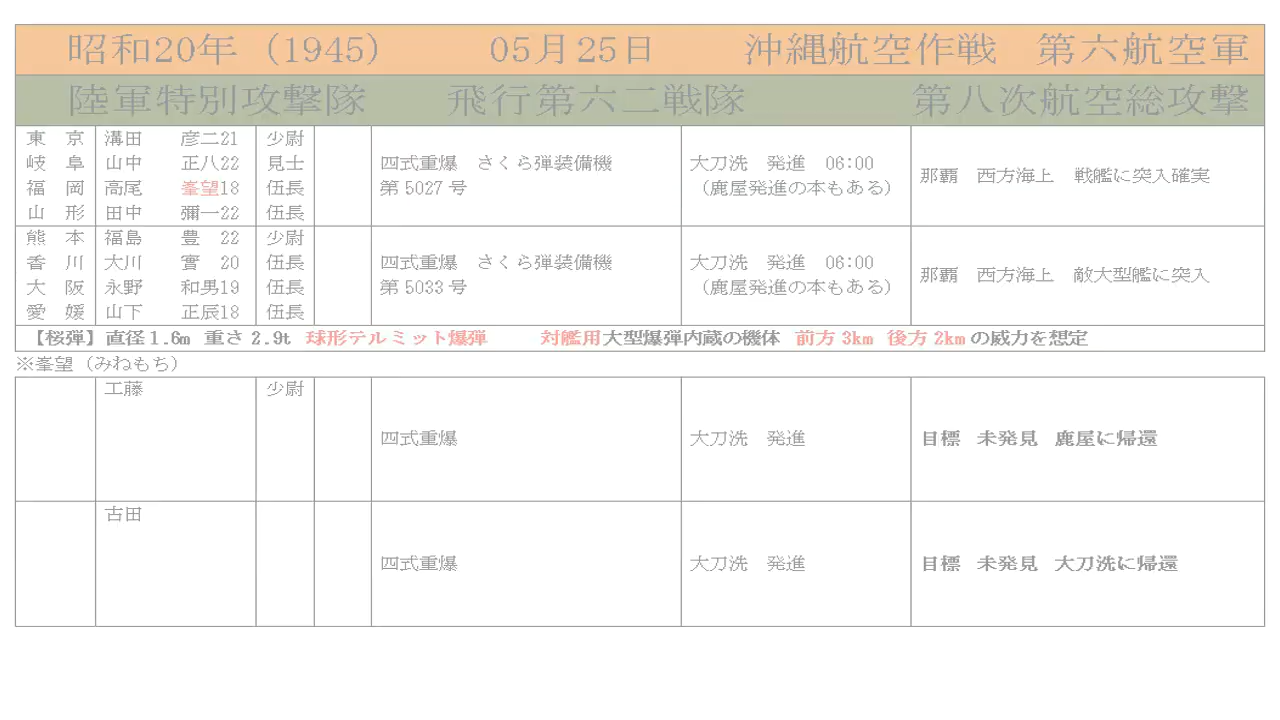 昭和20年（1945） 05月25日 沖縄航空作戦 第六航空軍
陸軍特別攻撃隊 飛行第六二戦隊 第八次航空総攻撃
東 京 溝田 彦二21 少尉
岐 阜 山中 正八22 見士
福 岡 高尾 峯望18 伍長
山 形 田中 彌一22 伍長
四式重爆 さくら弾装備機
第5027号
大刀洗 発進 06:00
（鹿屋発進の本もある）
那覇 西方海上 戦艦に突入確実
熊 本 福島 豊 22 少尉
香 川 大川 實 20 伍長
大 阪 永野 和男19 伍長
愛 媛 山下 正辰18 伍長
四式重爆 さくら弾装備機
第5033号
大刀洗 発進 06:00
（鹿屋発進の本もある）
那覇 西方海上 敵大型艦に突入
【桜弾】直径1.6m 重さ2.9t 球形テルミット爆弾 対艦用大型爆弾内蔵の機体 前方3km 後方2kmの威力を想定
※峯望（みねもち）
工藤 少尉
四式重爆 大刀洗 発進 目標 未発見 鹿屋に帰還
古田
四式重爆 大刀洗 発進 目標 未発見 大刀洗に帰還